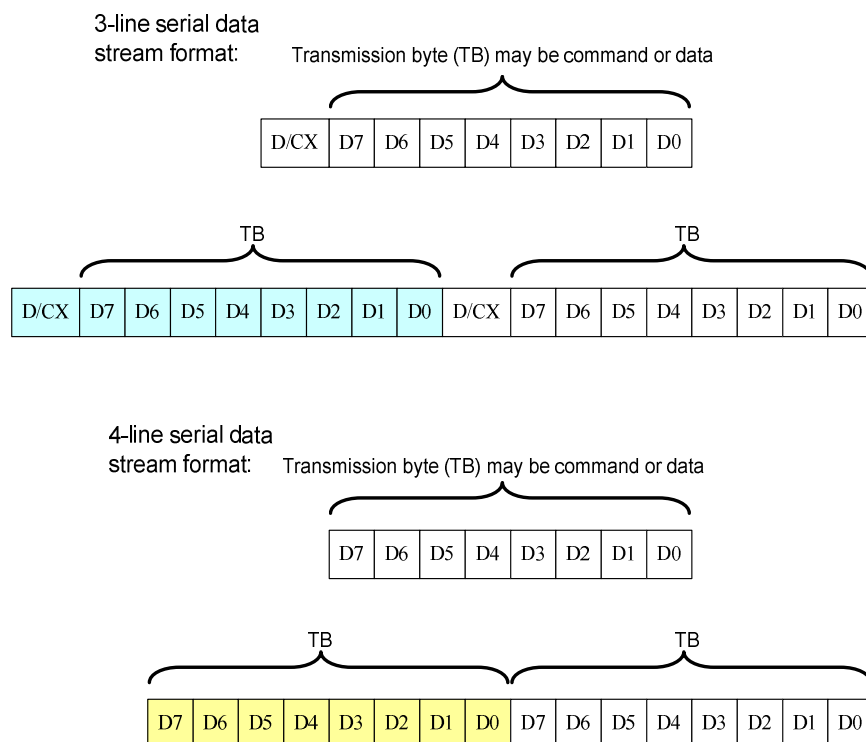 3-line serial data
stream format:
Transmission byte (TB) may be command or data
D/CX D7 D6 D5 D4 D3 D2 D1 D0
TB TB
D/CX D7 D6 D5 D4 D3 D2 D1 D0 D/CX D7 D6 D5 D4 D3 D2 D1 D0
4-line serial data
stream format:
Transmission byte (TB) may be command or data
D7 D6 D5 D4 D3 D2 D1 D0
TB TB
D7 D6 D5 D4 D3 D2 D1 D0 D7 D6 D5 D4 D3 D2 D1 D0